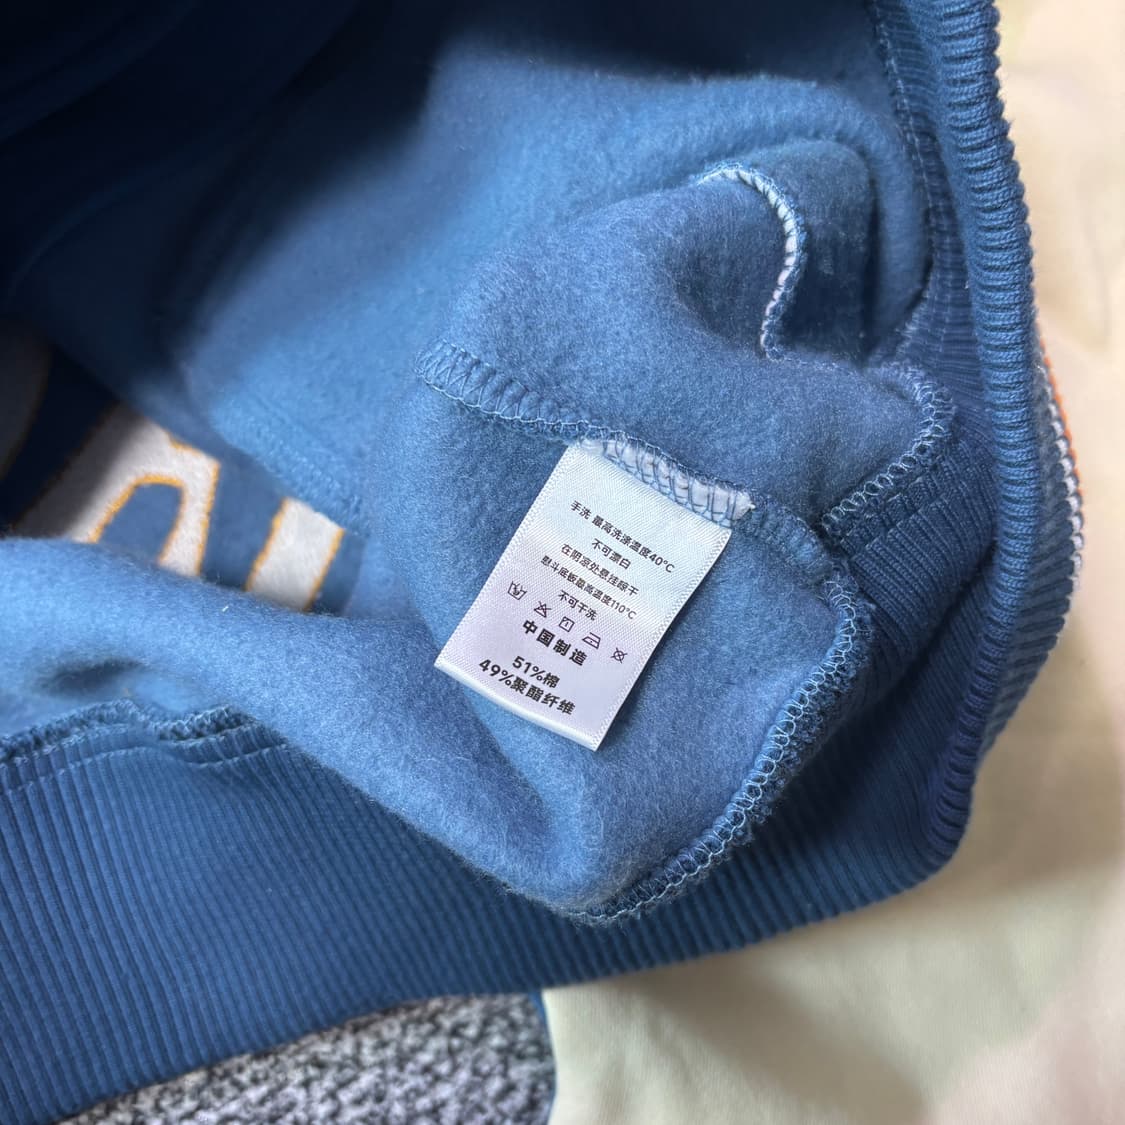 手洗 最高洗涤温度40°C
不可漂白
在阴凉处悬挂晾干
熨斗底板最高温度110°C
不可干洗
中国制造
51%棉
49%聚酯纤维